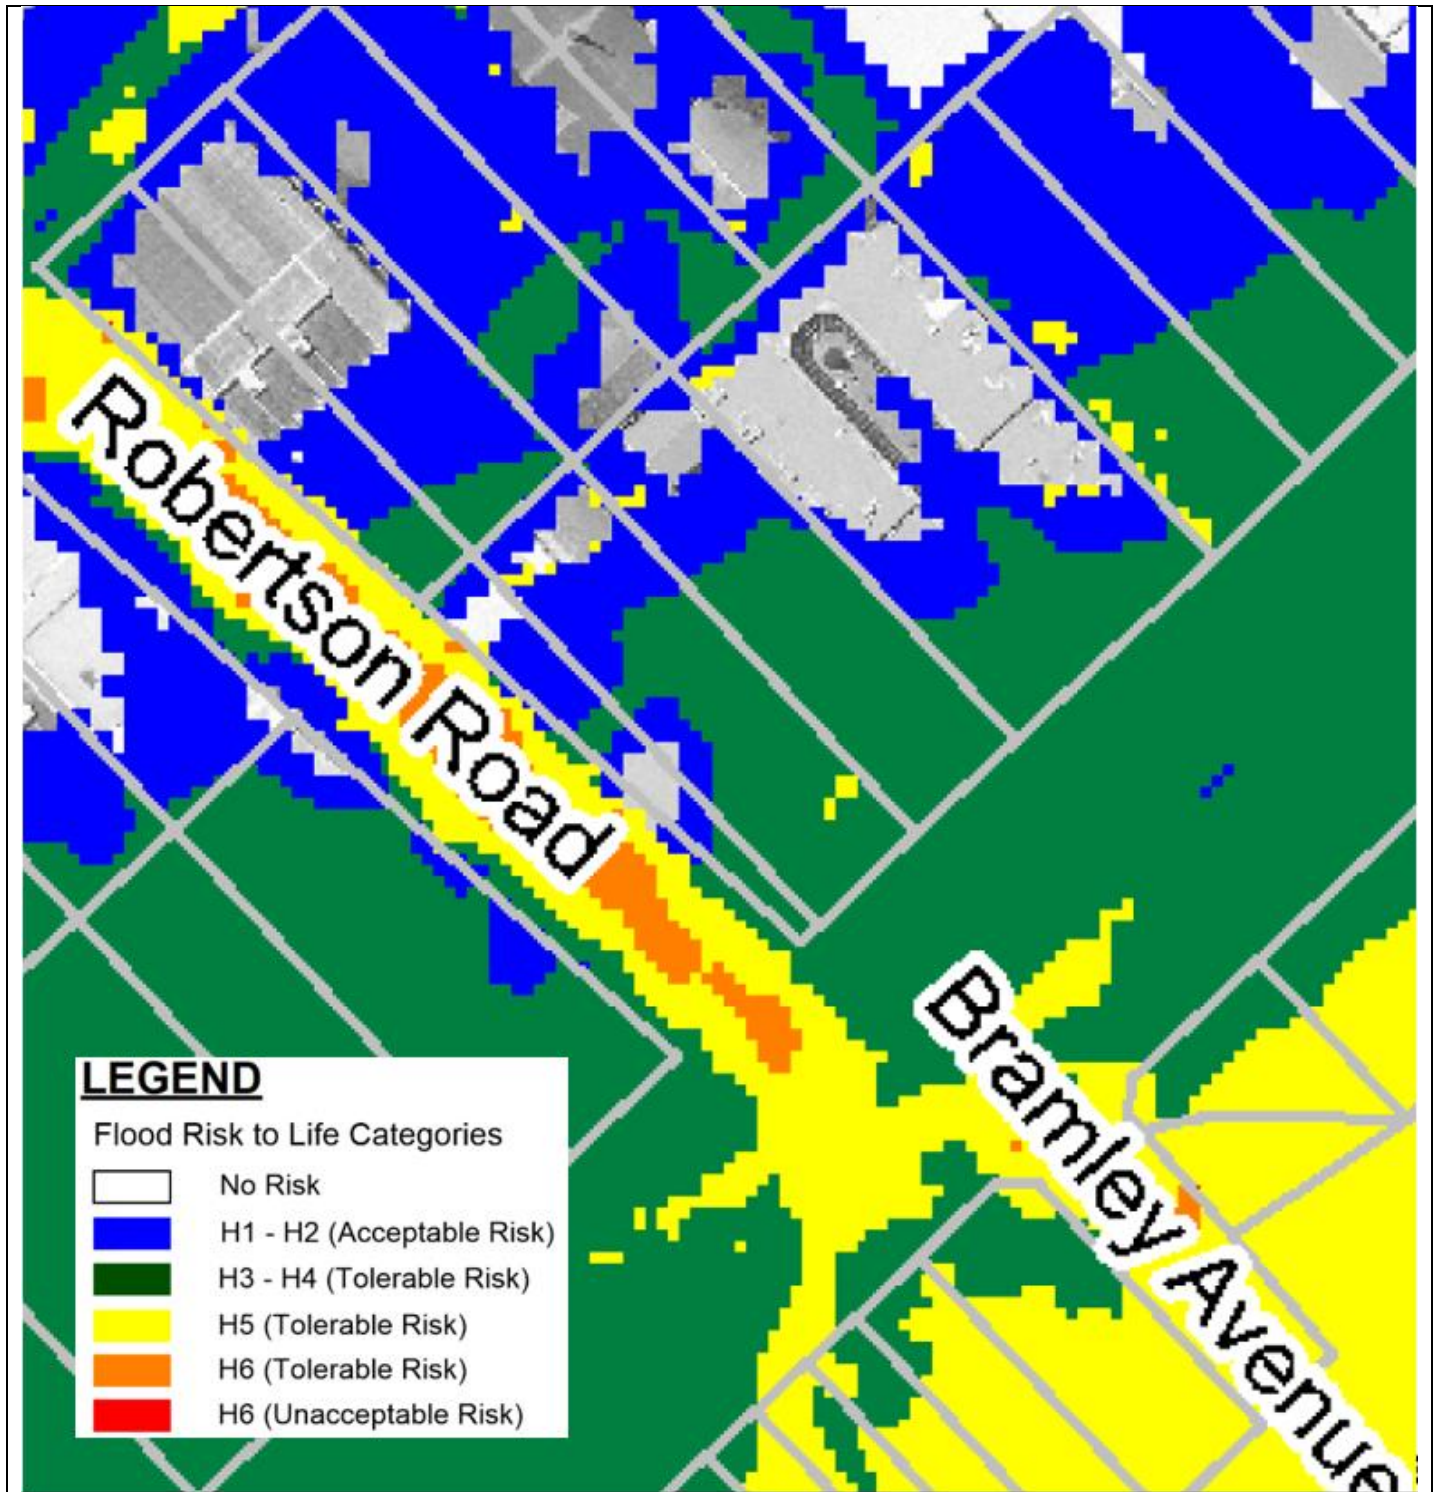 Robertson Road
Bramley Avenue
LEGEND
Flood Risk to Life Categories
No Risk
H1 - H2 (Acceptable Risk)
H3 - H4 (Tolerable Risk)
H5 (Tolerable Risk)
H6 (Tolerable Risk)
H6 (Unacceptable Risk)